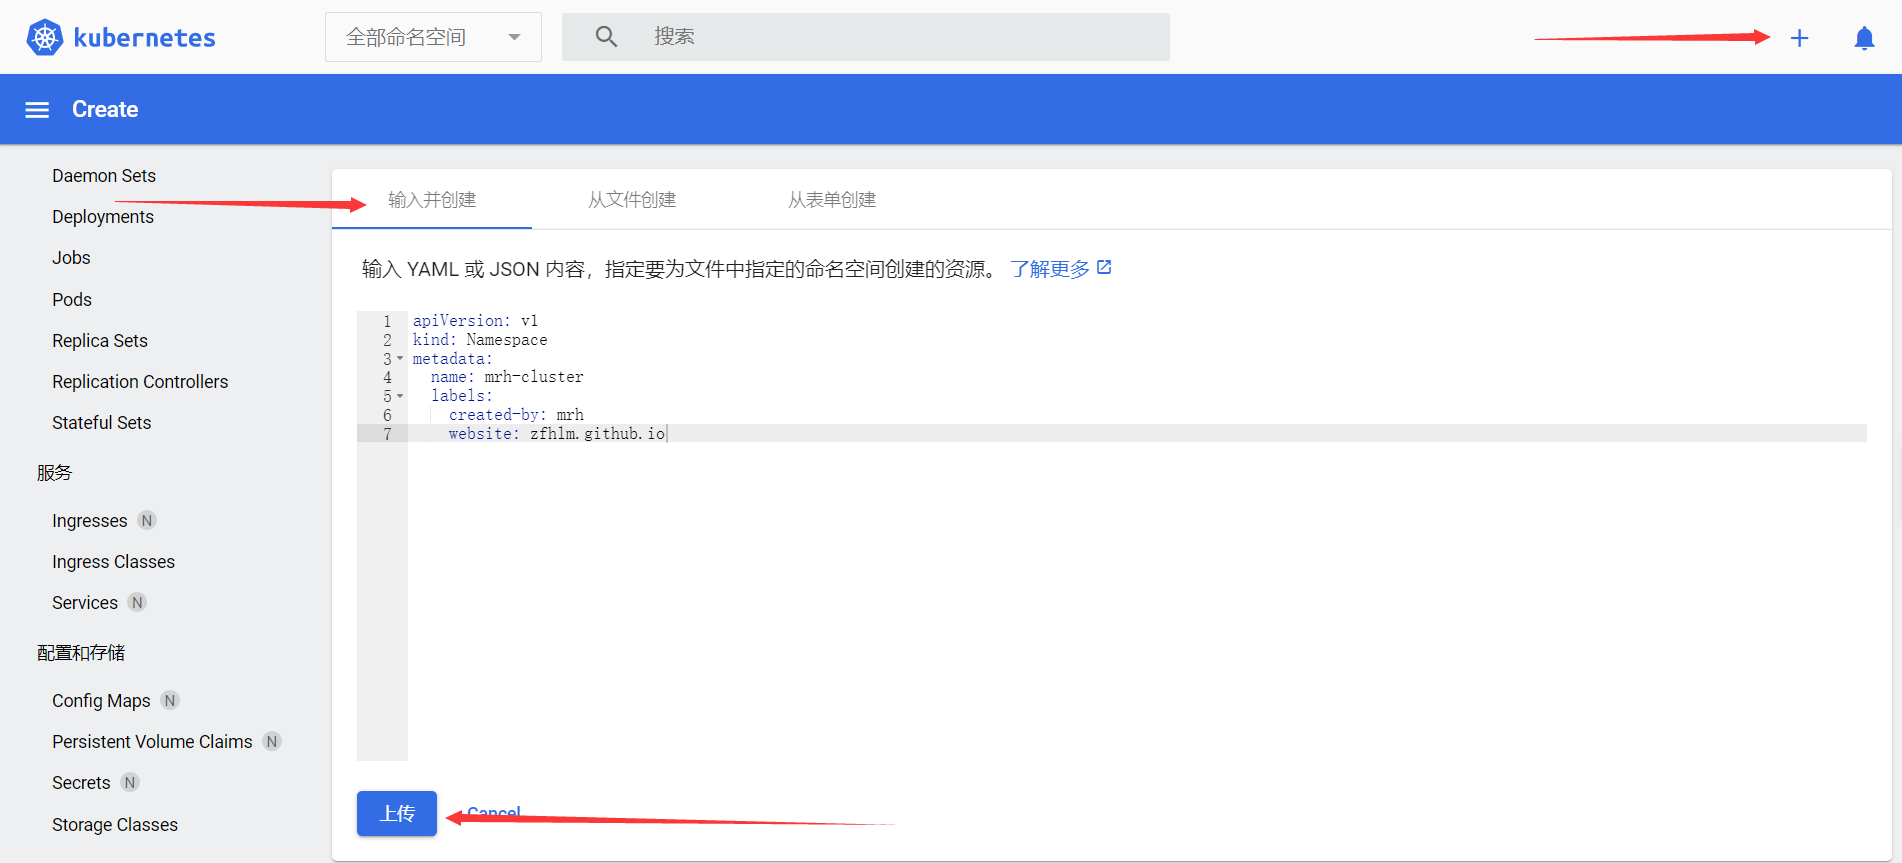 kubernetes
全部命名空间
搜索
Create
Daemon Sets
Deployments
Jobs
Pods
Replica Sets
Replication Controllers
Stateful Sets
服务
Ingresses N
Ingress Classes
Services N
配置和存储
Config Maps N
Persistent Volume Claims N
Secrets N
Storage Classes
输入并创建 从文件创建 从表单创建
输入 YAML 或 JSON 内容，指定要为文件中指定的命名空间创建的资源。 了解更多
1 apiVersion: v1
2 kind: Namespace
3 metadata:
4 name: mrh-cluster
5 labels:
6 created-by: mrh
7 website: zfhlm.github.io
上传 Cancel